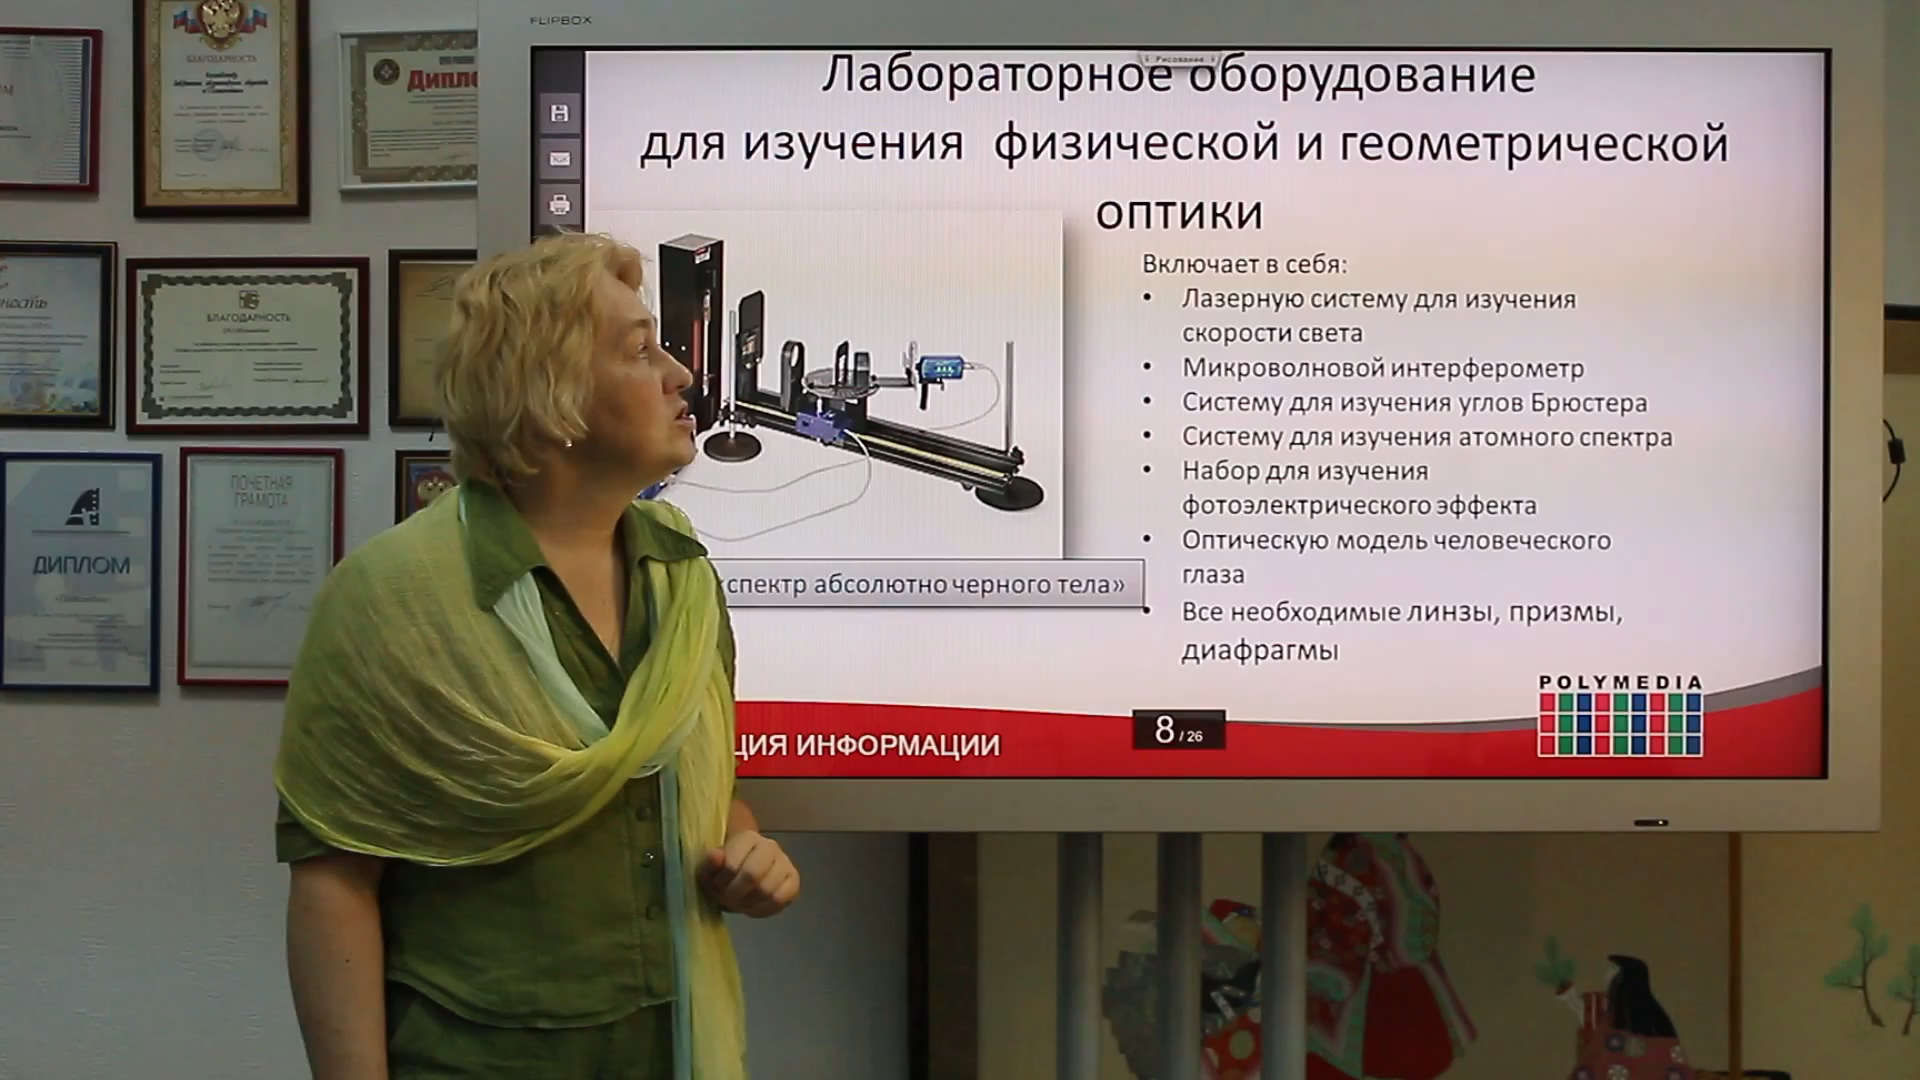 FLIPBOX
Рисование
Лабораторное оборудование
для изучения физической и геометрической
оптики
Включает в себя:
• Лазерную систему для изучения
скорости света
• Микроволновой интерферометр
• Систему для изучения углов Брюстера
• Систему для изучения атомного спектра
• Набор для изучения
фотоэлектрического эффекта
• Оптическую модель человеческого
глаза
• Все необходимые линзы, призмы,
диафрагмы
спектр абсолютно черного тела»
ЦИЯ ИНФОРМАЦИИ
8 / 26
POLYMEDIA
БЛАГОДАРНОСТЬ
Дипло
БЛАГОДАРНОСТЬ
ДИПЛОМ
ПОЧЕТНАЯ
ГРАМОТА